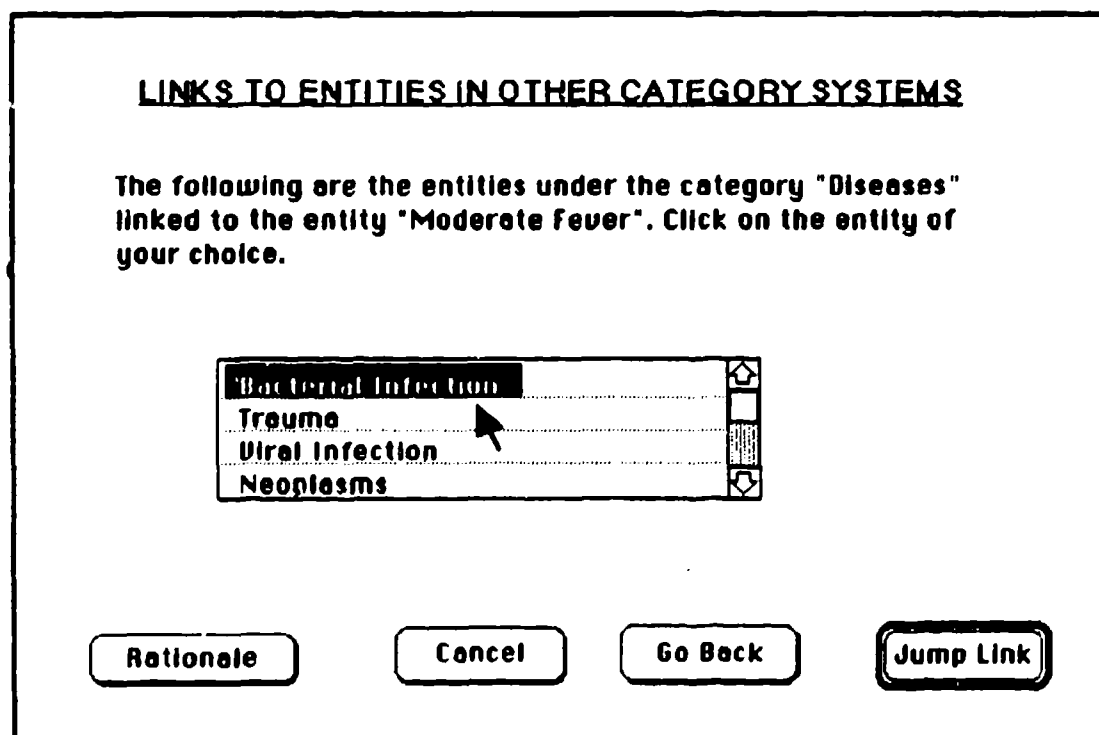 LINKS TO ENTITIES IN OTHER CATEGORY SYSTEMS
The following are the entities under the category "Diseases"
linked to the entity "Moderate Fever". Click on the entity of
your choice.
Bacterial Infection
Trauma
Viral Infection
Neoplasms
Rationale
Cancel
Go Back
Jump Link